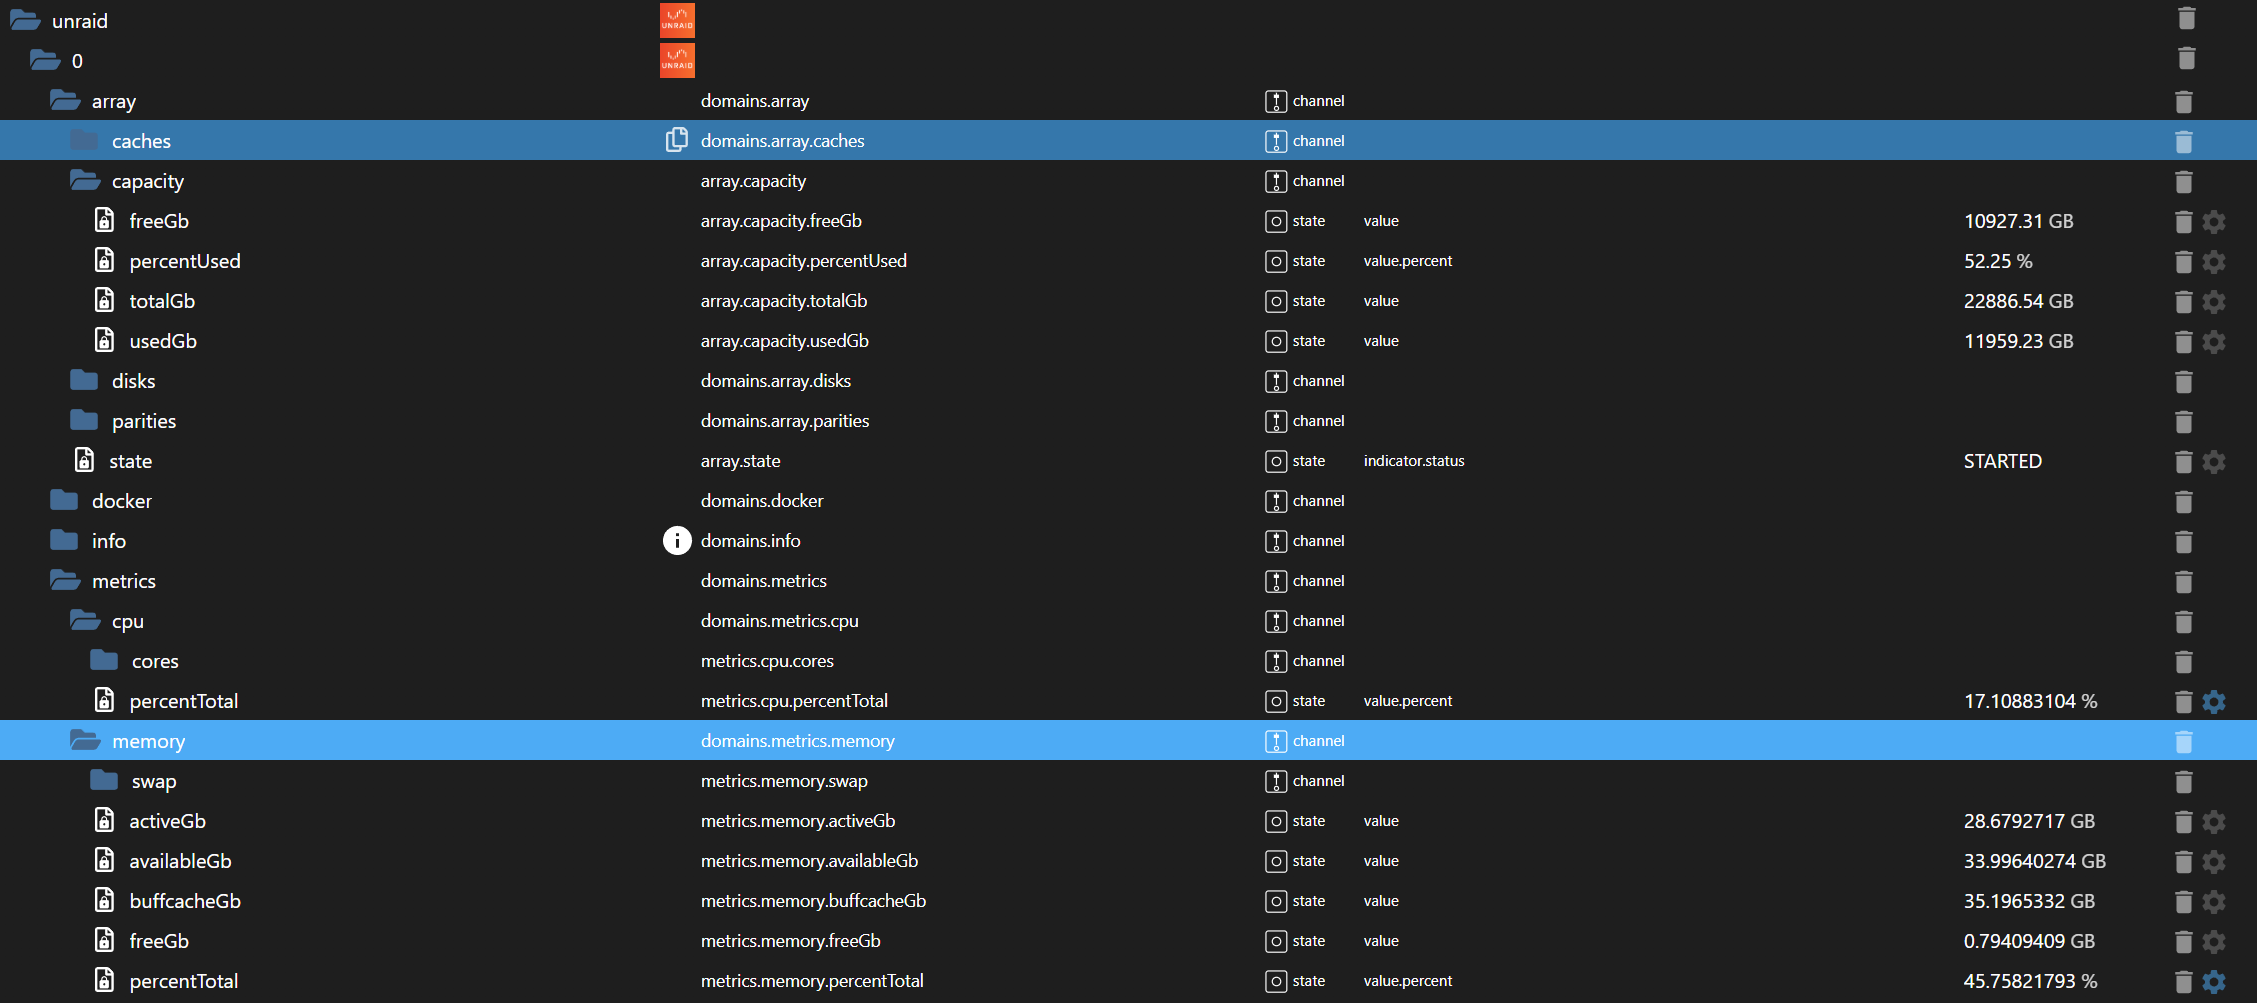 unraid UNRAID
0 UNRAID
array domains.array channel
caches domains.array.caches channel
capacity array.capacity channel
freeGb array.capacity.freeGb state value 10927.31 GB
percentUsed array.capacity.percentUsed state value.percent 52.25 %
totalGb array.capacity.totalGb state value 22886.54 GB
usedGb array.capacity.usedGb state value 11959.23 GB
disks domains.array.disks channel
parities domains.array.parities channel
state array.state state indicator.status STARTED
docker domains.docker channel
info domains.info channel
metrics domains.metrics channel
cpu domains.metrics.cpu channel
cores metrics.cpu.cores channel
percentTotal metrics.cpu.percentTotal state value.percent 17.10883104 %
memory domains.metrics.memory channel
swap metrics.memory.swap channel
activeGb metrics.memory.activeGb state value 28.6792717 GB
availableGb metrics.memory.availableGb state value 33.99640274 GB
buffcacheGb metrics.memory.buffcacheGb state value 35.1965332 GB
freeGb metrics.memory.freeGb state value 0.79409409 GB
percentTotal metrics.memory.percentTotal state value.percent 45.75821793 %